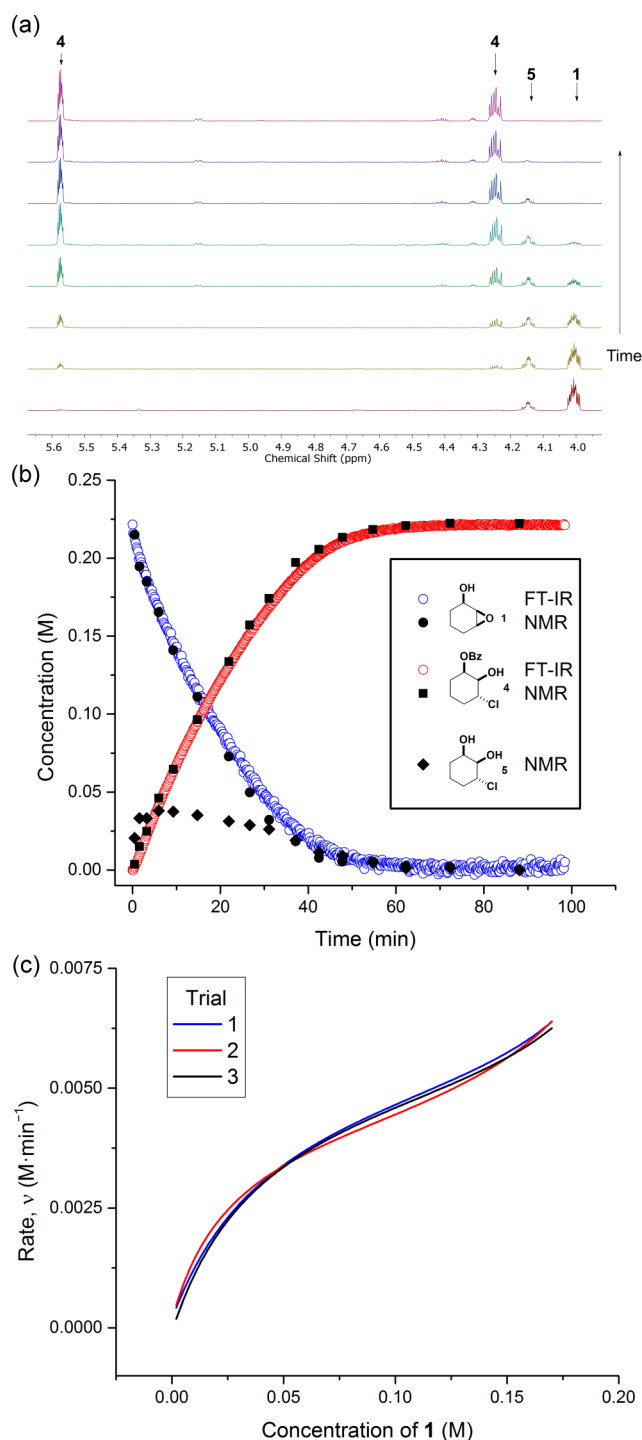 (a)
4 4 5 1
Time
5.6 5.5 5.4 5.3 5.2 5.1 5.0 4.9 4.8 4.7 4.6 4.5 4.4 4.3 4.2 4.1 4.0
Chemical Shift (ppm)
(b)
0.25
0.20
0.15
0.10
0.05
0.00
Concentration (M)
OH
O 1
FT-IR
NMR
OBz
OH
Cl 4
FT-IR
NMR
OH
OH
Cl 5
NMR
0 20 40 60 80 100
Time (min)
(c)
0.0075
0.0050
0.0025
0.0000
Rate, ν (M·min⁻¹)
Trial
1
2
3
0.00 0.05 0.10 0.15 0.20
Concentration of 1 (M)